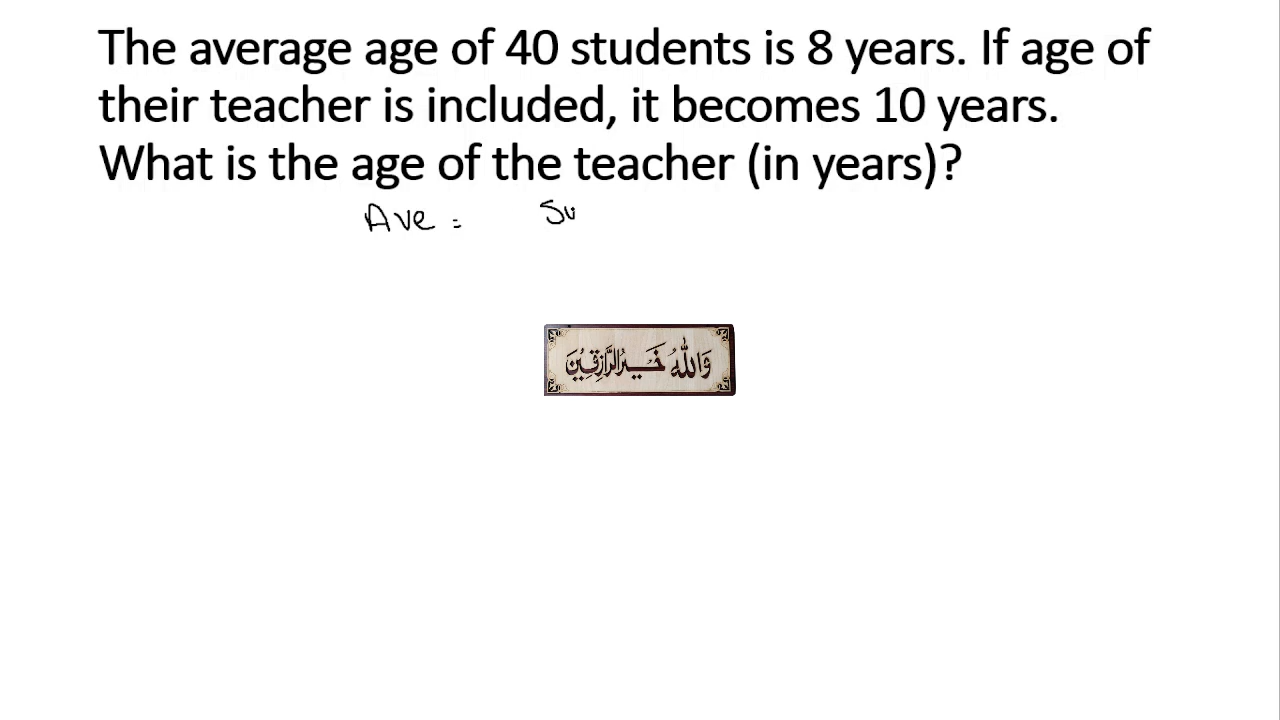 The average age of 40 students is 8 years. If age of
their teacher is included, it becomes 10 years.
What is the age of the teacher (in years)?
Ave = Su
وَاللَّهُ خَيْرُ الرَّازِقِينَ